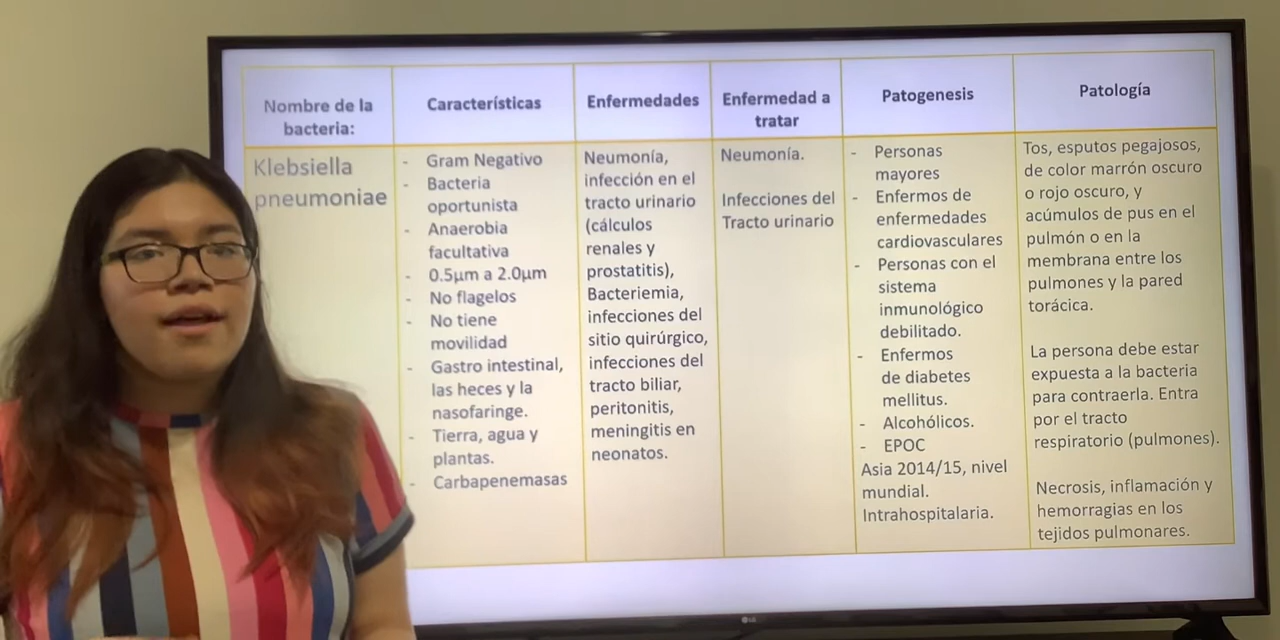 Nombre de la
bacteria:
Características
Enfermedades
Enfermedad a
tratar
Patogenesis
Patología
Klebsiella
pneumoniae
- Gram Negativo
- Bacteria
oportunista
- Anaerobia
facultativa
- 0.5µm a 2.0µm
- No flagelos
- No tiene
movilidad
- Gastro intestinal,
las heces y la
nasofaringe.
- Tierra, agua y
plantas.
- Carbapenemasas
Neumonía,
infección en el
tracto urinario
(cálculos
renales y
prostatitis),
Bacteriemia,
infecciones del
sitio quirúrgico,
infecciones del
tracto biliar,
peritonitis,
meningitis en
neonatos.
Neumonía.
Infecciones del
Tracto urinario
- Personas
mayores
- Enfermos de
enfermedades
cardiovasculares
- Personas con el
sistema
inmunológico
debilitado.
- Enfermos
de diabetes
mellitus.
- Alcohólicos.
- EPOC
Asia 2014/15, nivel
mundial.
Intrahospitalaria.
Tos, esputos pegajosos,
de color marrón oscuro
o rojo oscuro, y
acúmulos de pus en el
pulmón o en la
membrana entre los
pulmones y la pared
torácica.
La persona debe estar
expuesta a la bacteria
para contraerla. Entra
por el tracto
respiratorio (pulmones).
Necrosis, inflamación y
hemorragias en los
tejidos pulmonares.
LG